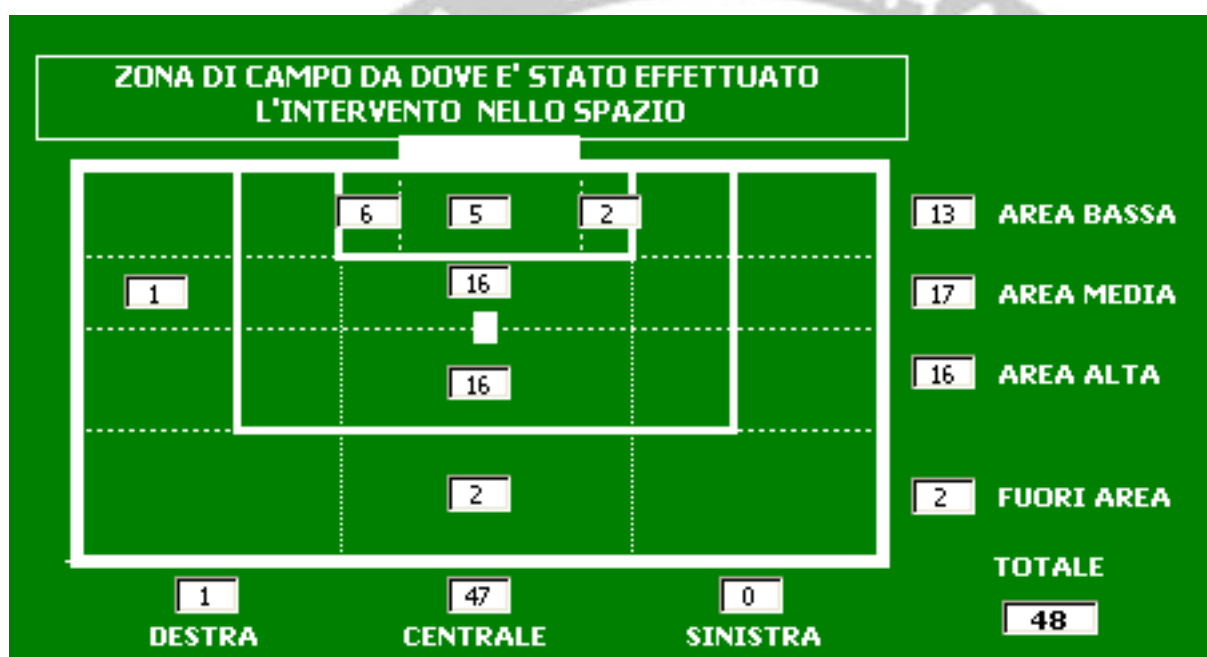 ZONA DI CAMPO DA DOVE E' STATO EFFETTUATO
L'INTERVENTO NELLO SPAZIO
6 5 2 13 AREA BASSA
1 16 17 AREA MEDIA
16 16 AREA ALTA
2 2 FUORI AREA
TOTALE
1 47 0 48
DESTRA CENTRALE SINISTRA